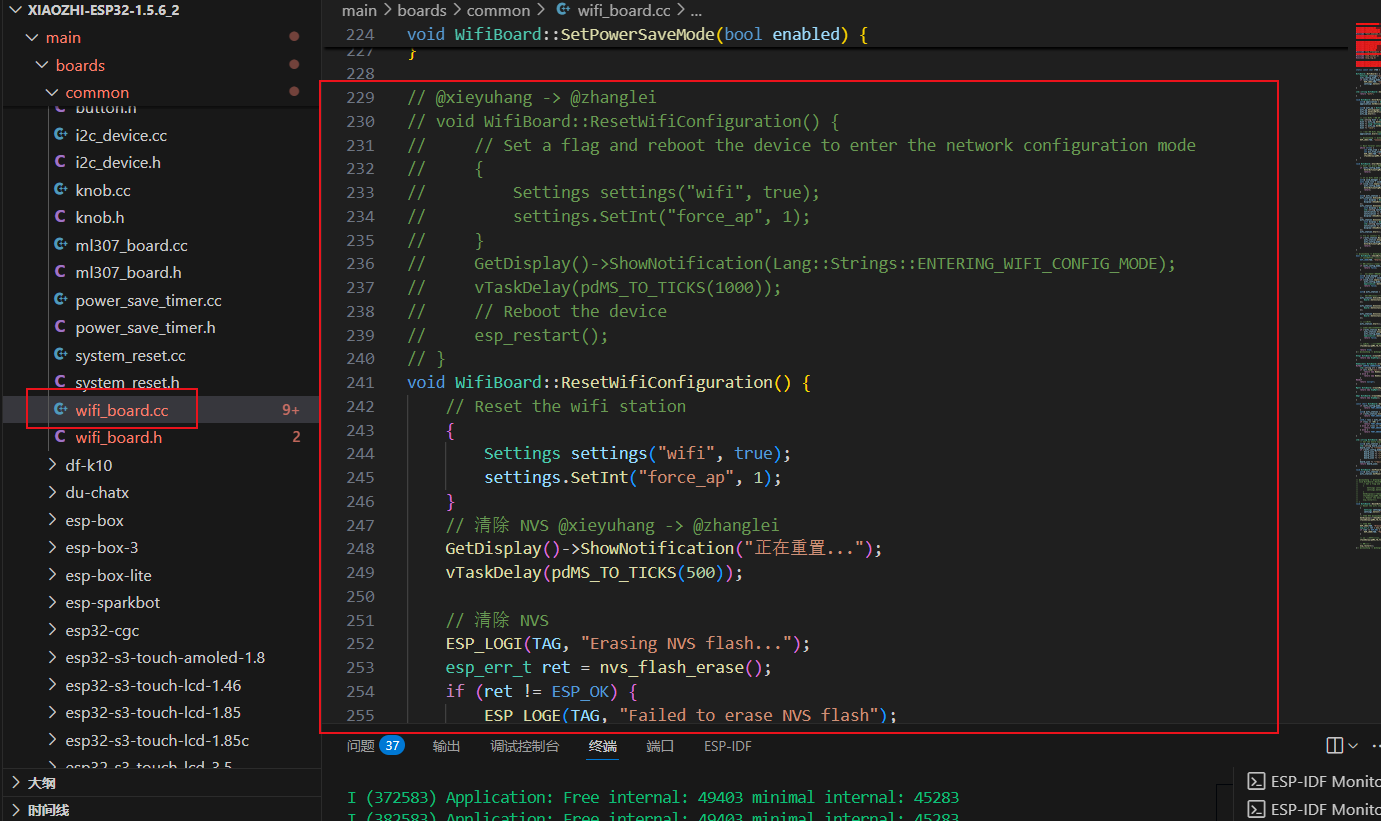 XIAOZHI-ESP32-1.5.6_2
main
boards
common
button.h
i2c_device.cc
i2c_device.h
knob.cc
knob.h
ml307_board.cc
ml307_board.h
power_save_timer.cc
power_save_timer.h
system_reset.cc
system_reset.h
wifi_board.cc 9+
wifi_board.h 2
df-k10
du-chatx
esp-box
esp-box-3
esp-box-lite
esp-sparkbot
esp32-cgc
esp32-s3-touch-amoled-1.8
esp32-s3-touch-lcd-1.46
esp32-s3-touch-lcd-1.85
esp32-s3-touch-lcd-1.85c
esp32-s3-touch-lcd-3.5
大纲
时间线
main > boards > common > wifi_board.cc > ...
224 void WifiBoard::SetPowerSaveMode(bool enabled) {
227 }
228
229 // @xieyuhang -> @zhanglei
230 // void WifiBoard::ResetWifiConfiguration() {
231 //     // Set a flag and reboot the device to enter the network configuration mode
232 //     {
233 //         Settings settings("wifi", true);
234 //         settings.SetInt("force_ap", 1);
235 //     }
236 //     GetDisplay()->ShowNotification(Lang::Strings::ENTERING_WIFI_CONFIG_MODE);
237 //     vTaskDelay(pdMS_TO_TICKS(1000));
238 //     // Reboot the device
239 //     esp_restart();
240 // }
241 void WifiBoard::ResetWifiConfiguration() {
242     // Reset the wifi station
243     {
244         Settings settings("wifi", true);
245         settings.SetInt("force_ap", 1);
246     }
247     // 清除 NVS @xieyuhang -> @zhanglei
248     GetDisplay()->ShowNotification("正在重置...");
249     vTaskDelay(pdMS_TO_TICKS(500));
250
251     // 清除 NVS
252     ESP_LOGI(TAG, "Erasing NVS flash...");
253     esp_err_t ret = nvs_flash_erase();
254     if (ret != ESP_OK) {
255         ESP_LOGE(TAG, "Failed to erase NVS flash");
问题 37 输出 调试控制台 终端 端口 ESP-IDF
I (372583) Application: Free internal: 49403 minimal internal: 45283
I (382583) Application: Free internal: 49403 minimal internal: 45283
ESP-IDF Monito
ESP-IDF Monito